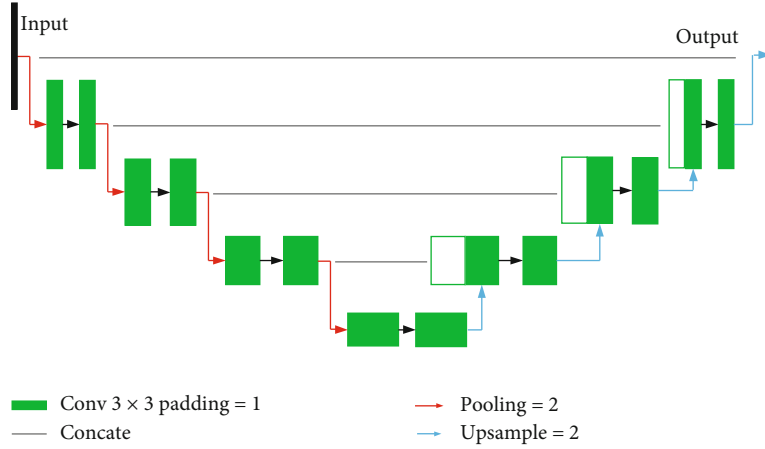 Input
Output
Conv 3 × 3 padding = 1
Concate
Pooling = 2
Upsample = 2